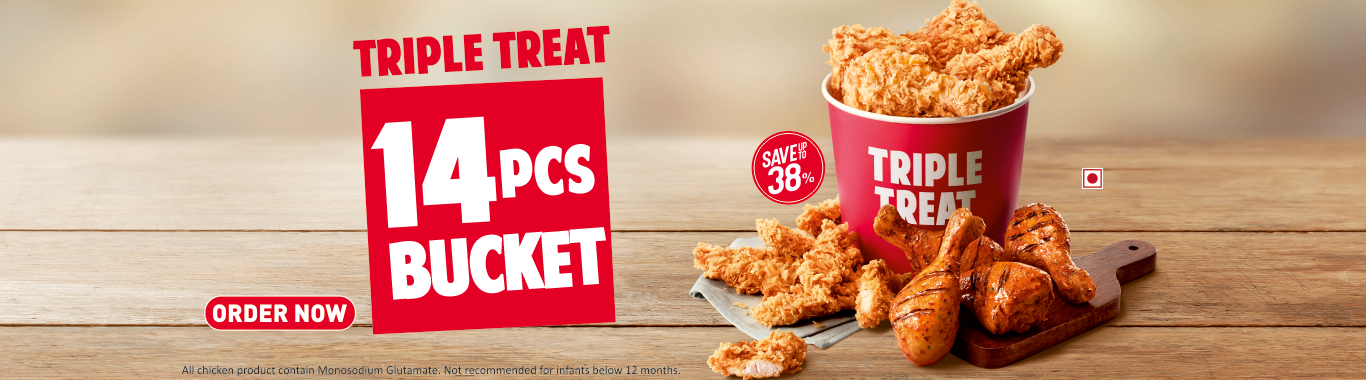 TRIPLE TREAT
14 PCS
BUCKET
ORDER NOW
All chicken product contain Monosodium Glutamate. Not recommended for infants below 12 months.
SAVE UP TO
38%
TRIPLE
TREAT